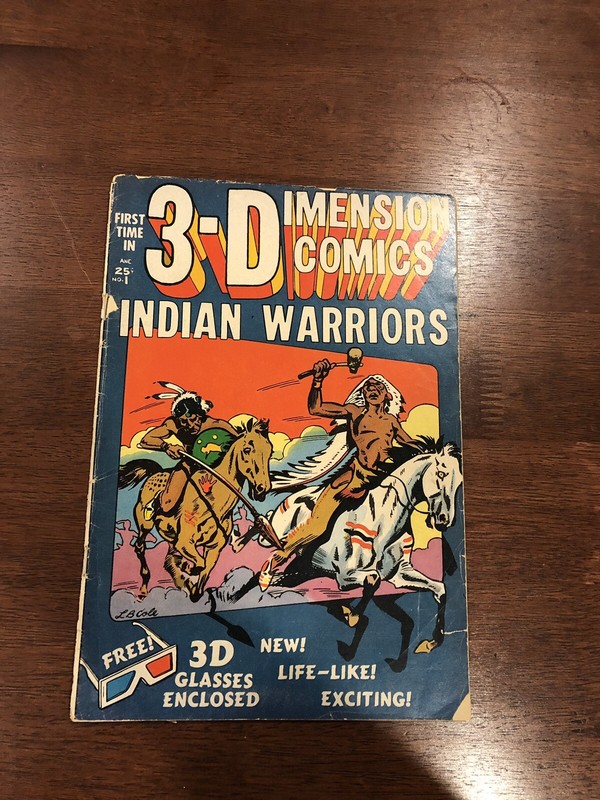 FIRST
TIME
IN
3-DIMENSION
COMICS
25¢
NO.1
INDIAN WARRIORS
L.B. Cole
FREE!
3D
GLASSES
ENCLOSED
NEW!
LIFE-LIKE!
EXCITING!